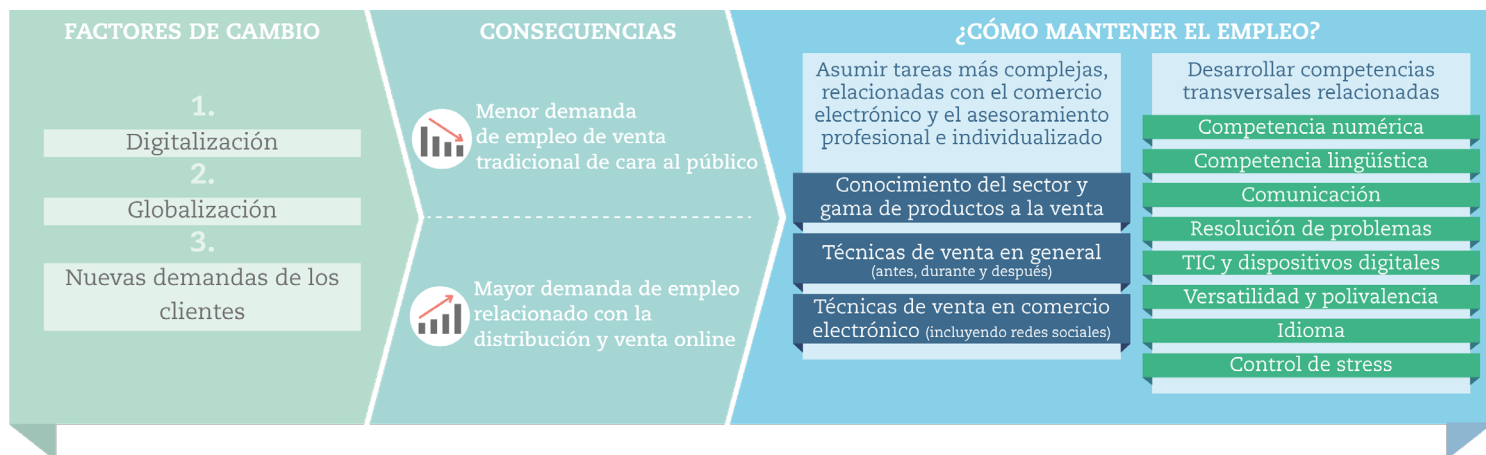 FACTORES DE CAMBIO
1.
Digitalización
2.
Globalización
3.
Nuevas demandas de los
clientes
CONSECUENCIAS
Menor demanda
de empleo de venta
tradicional de cara al público
Mayor demanda de empleo
relacionado con la
distribución y venta online
¿CÓMO MANTENER EL EMPLEO?
Asumir tareas más complejas,
relacionadas con el comercio
electrónico y el asesoramiento
profesional e individualizado
Conocimiento del sector y
gama de productos a la venta
Técnicas de venta en general
(antes, durante y después)
Técnicas de venta en comercio
electrónico (incluyendo redes sociales)
Desarrollar competencias
transversales relacionadas
Competencia numérica
Competencia lingüística
Comunicación
Resolución de problemas
TIC y dispositivos digitales
Versatilidad y polivalencia
Idioma
Control de stress